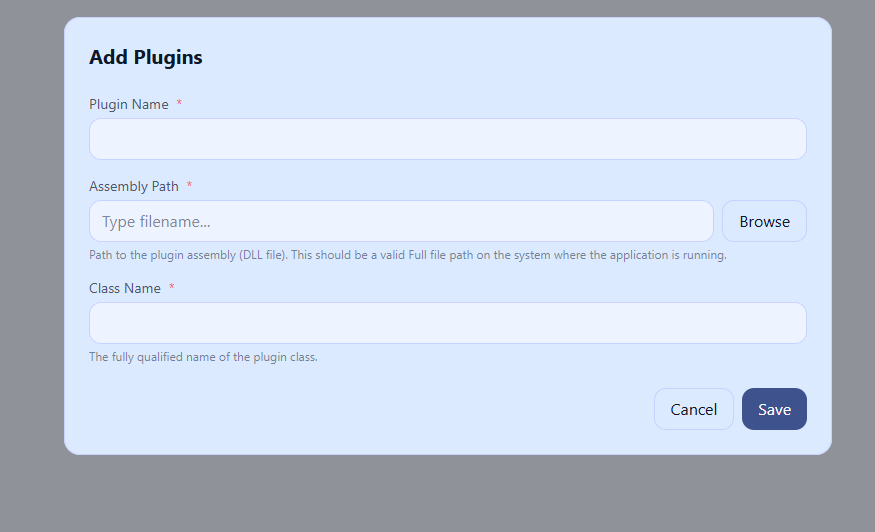 Add Plugins
Plugin Name *
Assembly Path *
Type filename...
Browse
Path to the plugin assembly (DLL file). This should be a valid Full file path on the system where the application is running.
Class Name *
The fully qualified name of the plugin class.
Cancel
Save